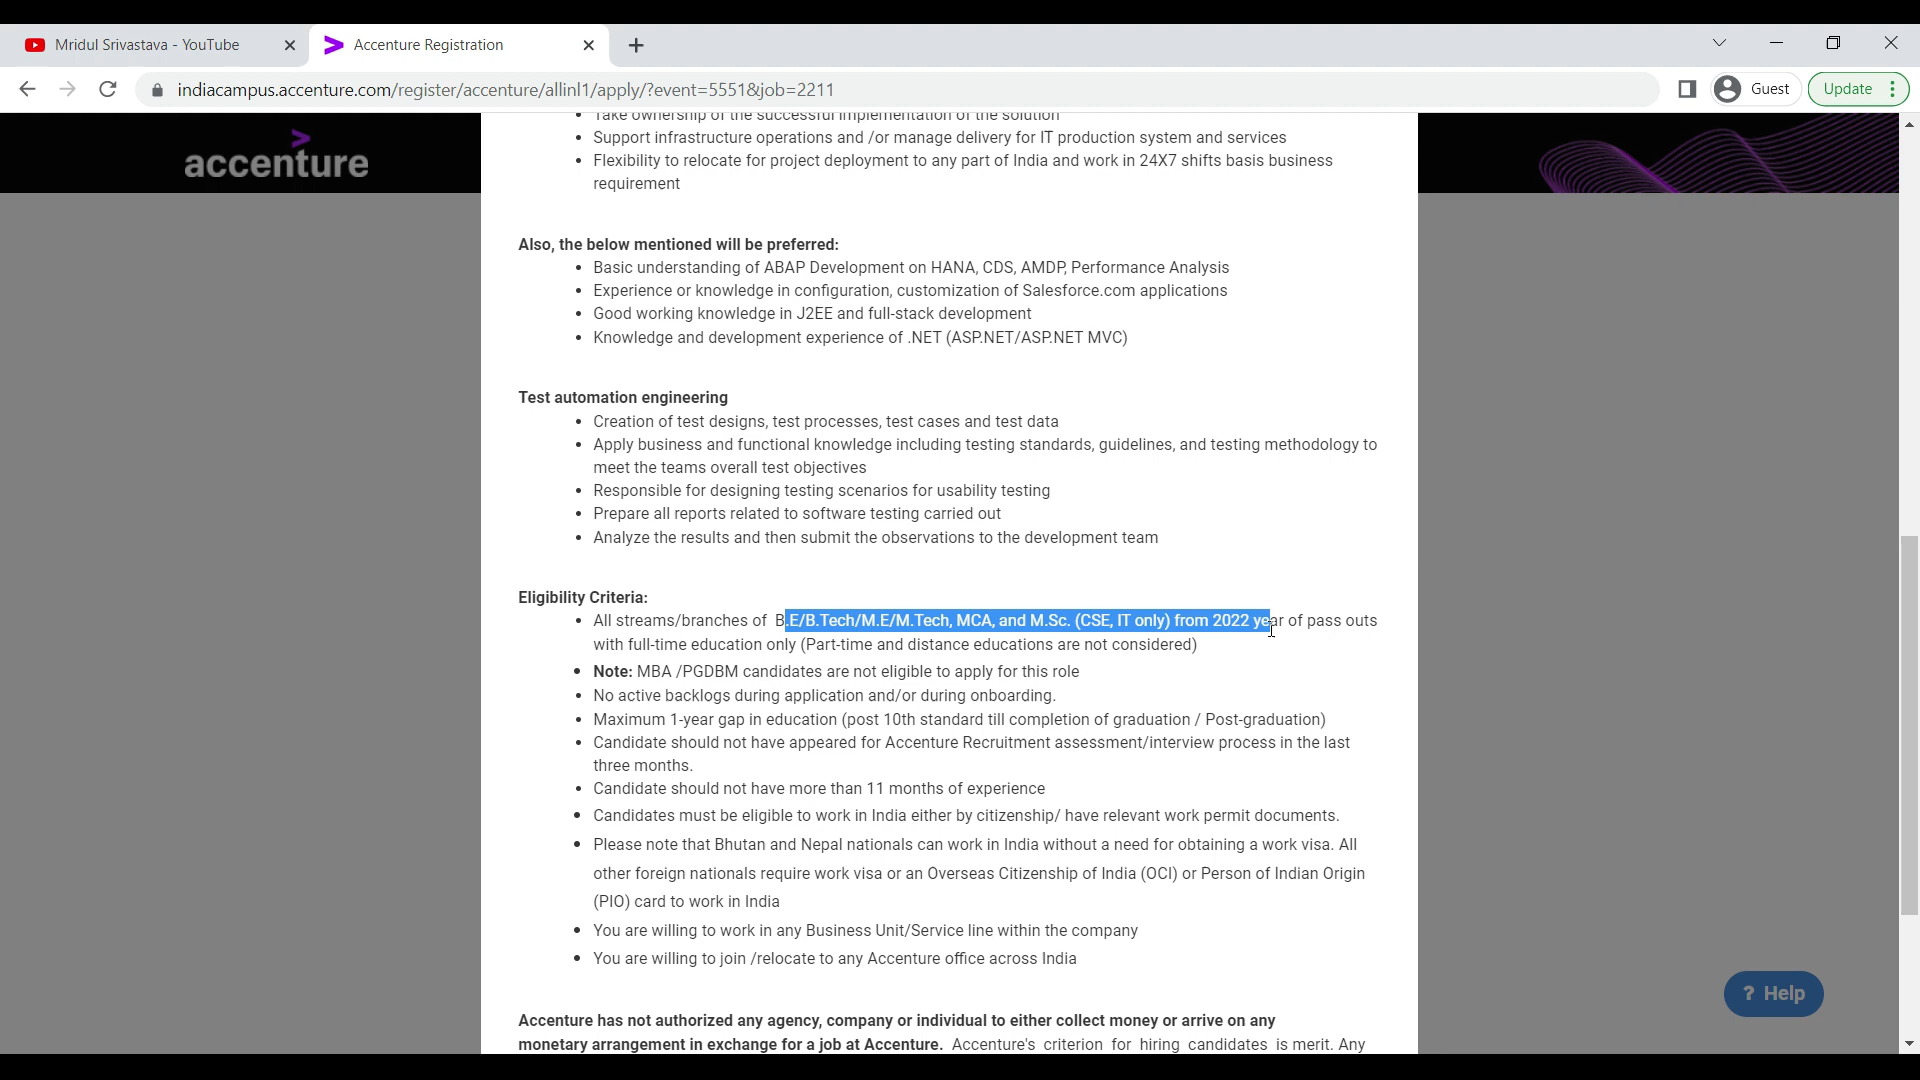 Mridul Srivastava - YouTube
Accenture Registration
indiacampus.accenture.com/register/accenture/allinl1/apply/?event=5551&job=2211
Guest
Update
accenture
Take ownership of the successful implementation of the solution
Support infrastructure operations and /or manage delivery for IT production system and services
Flexibility to relocate for project deployment to any part of India and work in 24X7 shifts basis business
requirement
Also, the below mentioned will be preferred:
Basic understanding of ABAP Development on HANA, CDS, AMDP, Performance Analysis
Experience or knowledge in configuration, customization of Salesforce.com applications
Good working knowledge in J2EE and full-stack development
Knowledge and development experience of .NET (ASP.NET/ASP.NET MVC)
Test automation engineering
Creation of test designs, test processes, test cases and test data
Apply business and functional knowledge including testing standards, guidelines, and testing methodology to
meet the teams overall test objectives
Responsible for designing testing scenarios for usability testing
Prepare all reports related to software testing carried out
Analyze the results and then submit the observations to the development team
Eligibility Criteria:
All streams/branches of B.E/B.Tech/M.E/M.Tech, MCA, and M.Sc. (CSE, IT only) from 2022 year of pass outs
with full-time education only (Part-time and distance educations are not considered)
Note: MBA /PGDBM candidates are not eligible to apply for this role
No active backlogs during application and/or during onboarding.
Maximum 1-year gap in education (post 10th standard till completion of graduation / Post-graduation)
Candidate should not have appeared for Accenture Recruitment assessment/interview process in the last
three months.
Candidate should not have more than 11 months of experience
Candidates must be eligible to work in India either by citizenship/ have relevant work permit documents.
Please note that Bhutan and Nepal nationals can work in India without a need for obtaining a work visa. All
other foreign nationals require work visa or an Overseas Citizenship of India (OCI) or Person of Indian Origin
(PIO) card to work in India
You are willing to work in any Business Unit/Service line within the company
You are willing to join /relocate to any Accenture office across India
? Help
Accenture has not authorized any agency, company or individual to either collect money or arrive on any
monetary arrangement in exchange for a job at Accenture. Accenture's criterion for hiring candidates is merit. Any